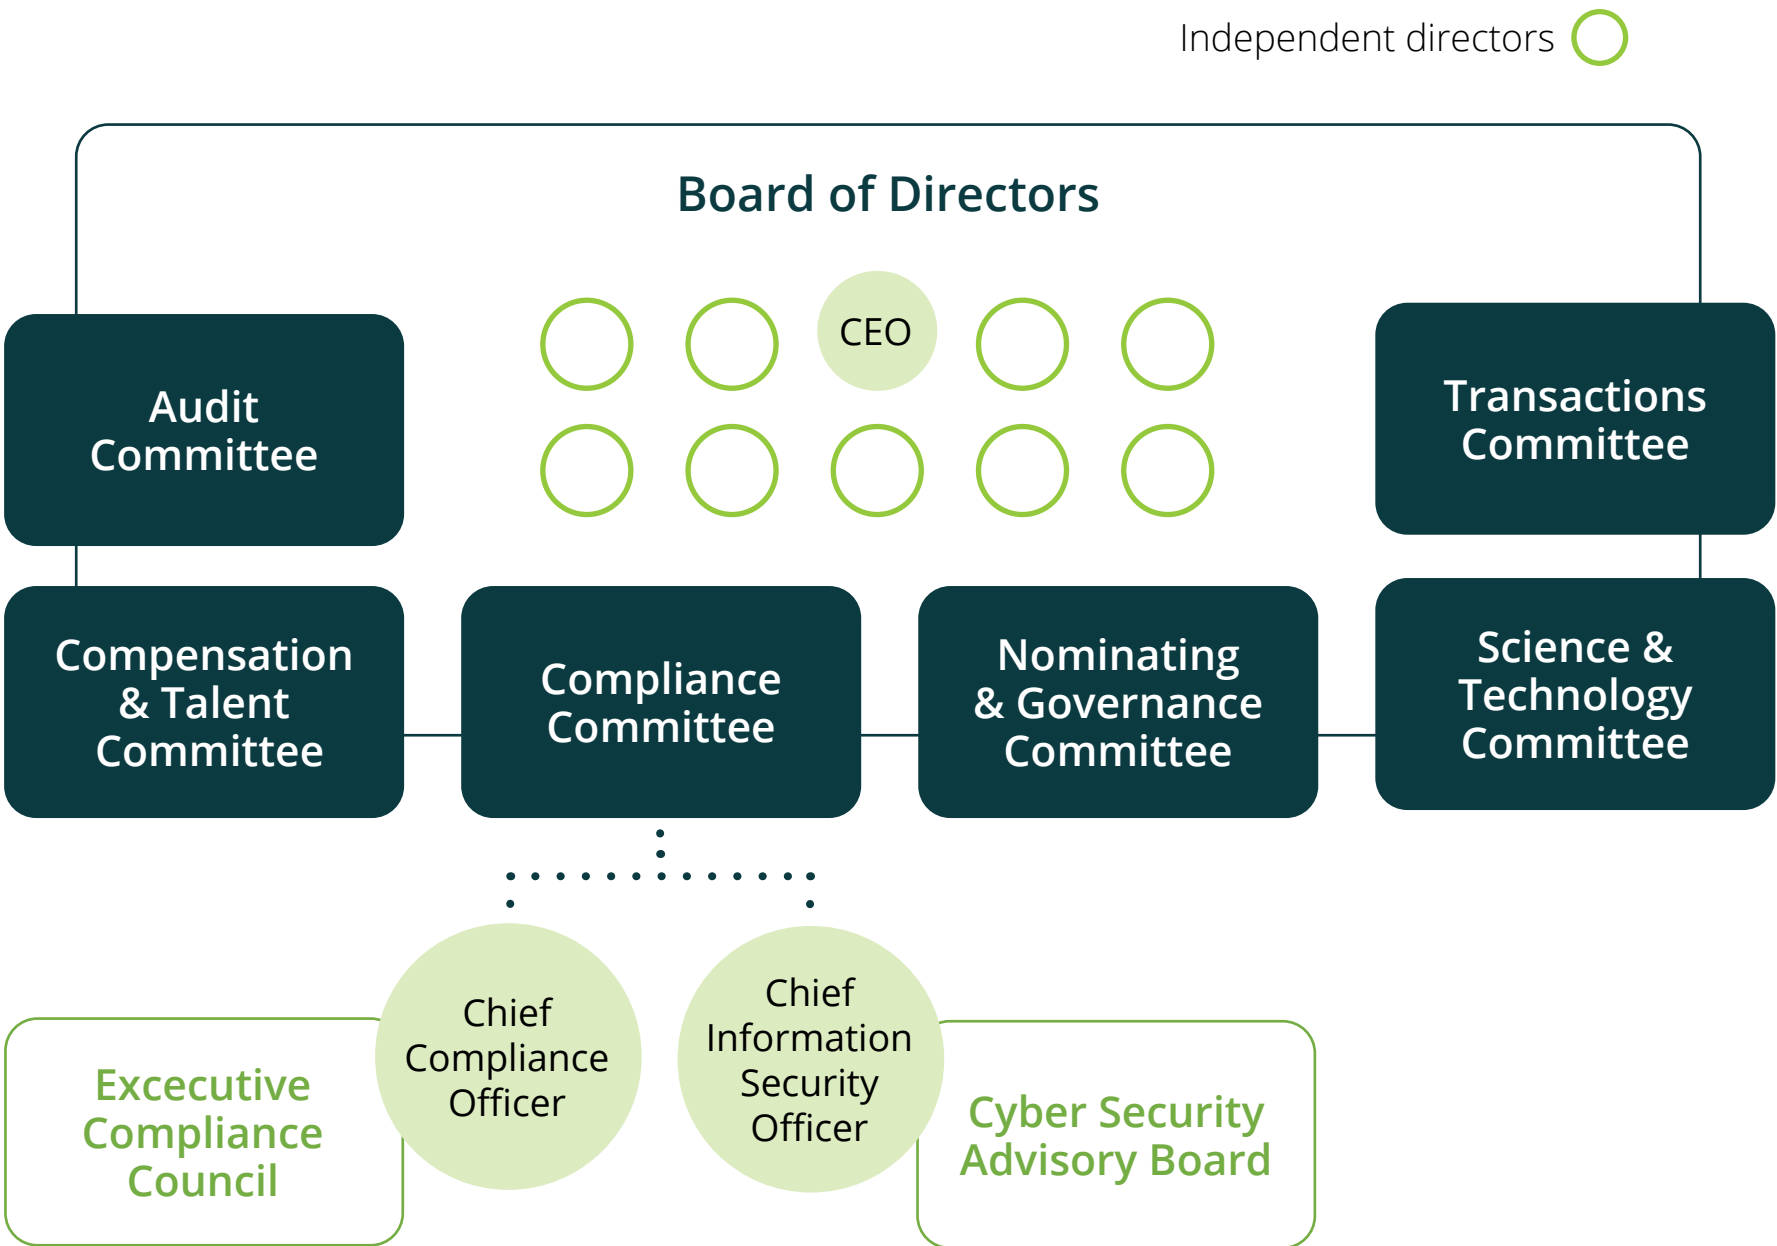 Independent directors
Board of Directors
CEO
Audit
Committee
Transactions
Committee
Compensation
& Talent
Committee
Compliance
Committee
Nominating
& Governance
Committee
Science &
Technology
Committee
Chief
Compliance
Officer
Chief
Information
Security
Officer
Excecutive
Compliance
Council
Cyber Security
Advisory Board